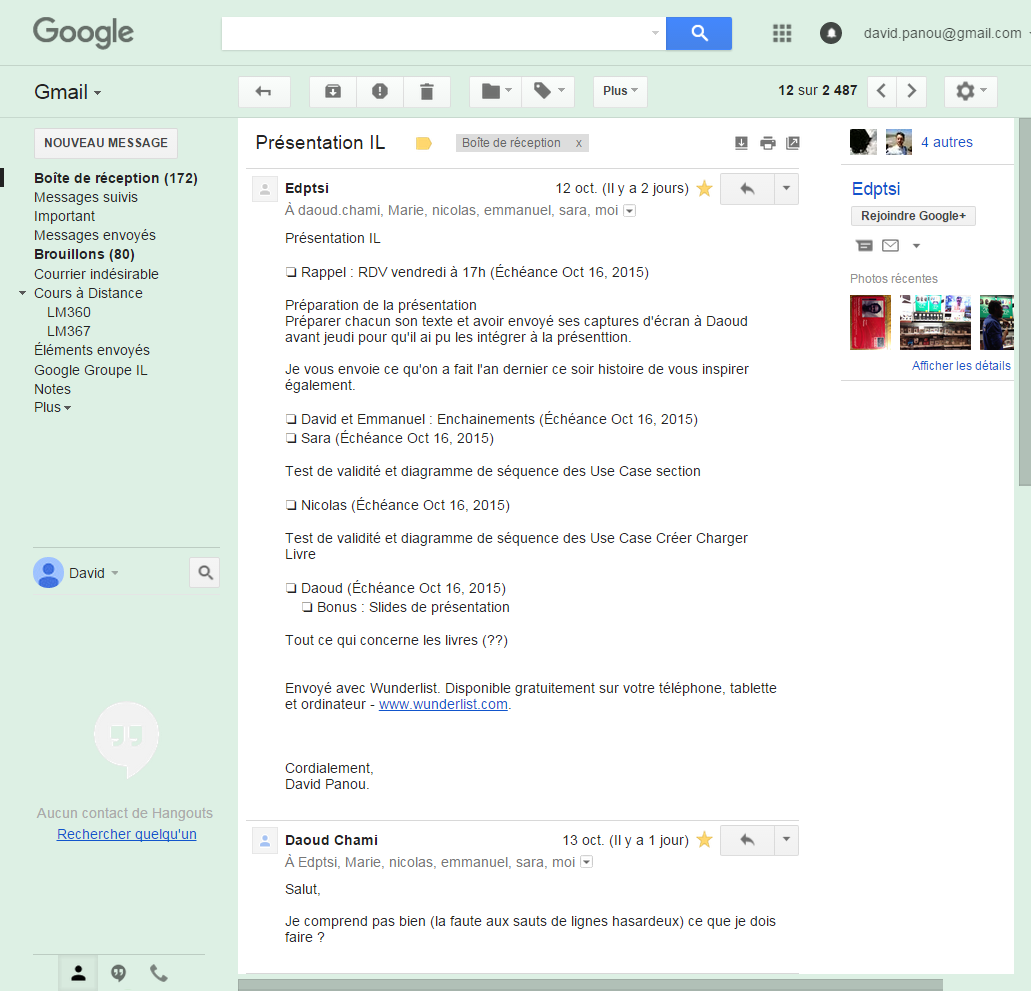 Google
david.panou@gmail.com
Gmail
Plus
12 sur 2 487
NOUVEAU MESSAGE
Boîte de réception (172)
Messages suivis
Important
Messages envoyés
Brouillons (80)
Courrier indésirable
Cours à Distance
LM360
LM367
Éléments envoyés
Google Groupe IL
Notes
Plus
David
Aucun contact de Hangouts
Rechercher quelqu'un
Présentation IL
Boîte de réception x
Edptsi
12 oct. (Il y a 2 jours)
À daoud.chami, Marie, nicolas, emmanuel, sara, moi
Présentation IL
❏ Rappel : RDV vendredi à 17h (Échéance Oct 16, 2015)
Préparation de la présentation
Préparer chacun son texte et avoir envoyé ses captures d'écran à Daoud
avant jeudi pour qu'il ai pu les intégrer à la présenttion.
Je vous envoie ce qu'on a fait l'an dernier ce soir histoire de vous inspirer
également.
❏ David et Emmanuel : Enchainements (Échéance Oct 16, 2015)
❏ Sara (Échéance Oct 16, 2015)
Test de validité et diagramme de séquence des Use Case section
❏ Nicolas (Échéance Oct 16, 2015)
Test de validité et diagramme de séquence des Use Case Créer Charger
Livre
❏ Daoud (Échéance Oct 16, 2015)
❏ Bonus : Slides de présentation
Tout ce qui concerne les livres (??)
Envoyé avec Wunderlist. Disponible gratuitement sur votre téléphone, tablette
et ordinateur - www.wunderlist.com.
Cordialement,
David Panou.
Daoud Chami
13 oct. (Il y a 1 jour)
À Edptsi, Marie, nicolas, emmanuel, sara, moi
Salut,
Je comprend pas bien (la faute aux sauts de lignes hasardeux) ce que je dois
faire ?
4 autres
Edptsi
Rejoindre Google+
Photos récentes
Afficher les détails